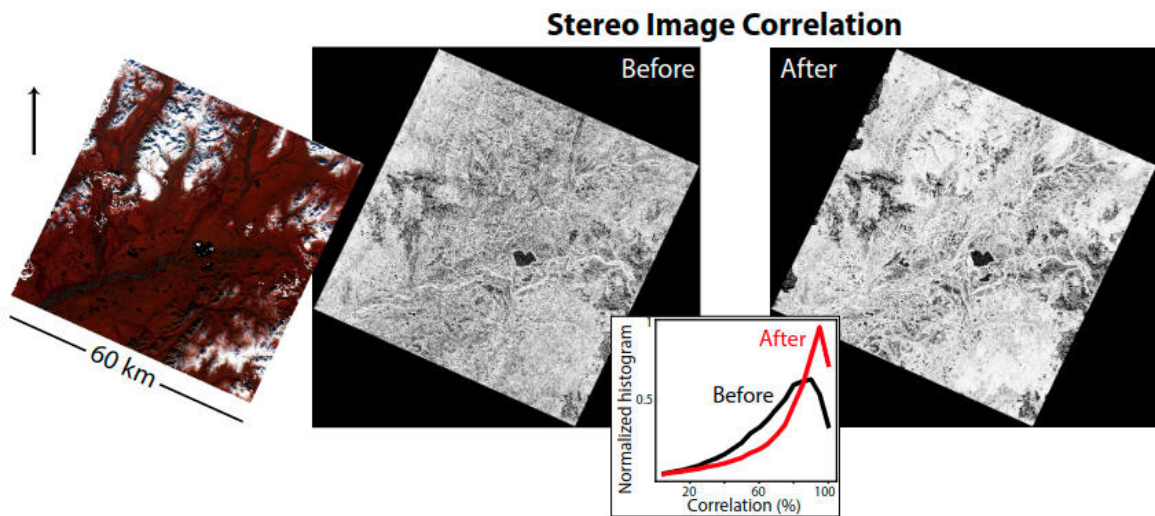 Stereo Image Correlation
Before
After
60 km
After
Before
Normalized histogram
1
0.5
20
60
100
Correlation (%)